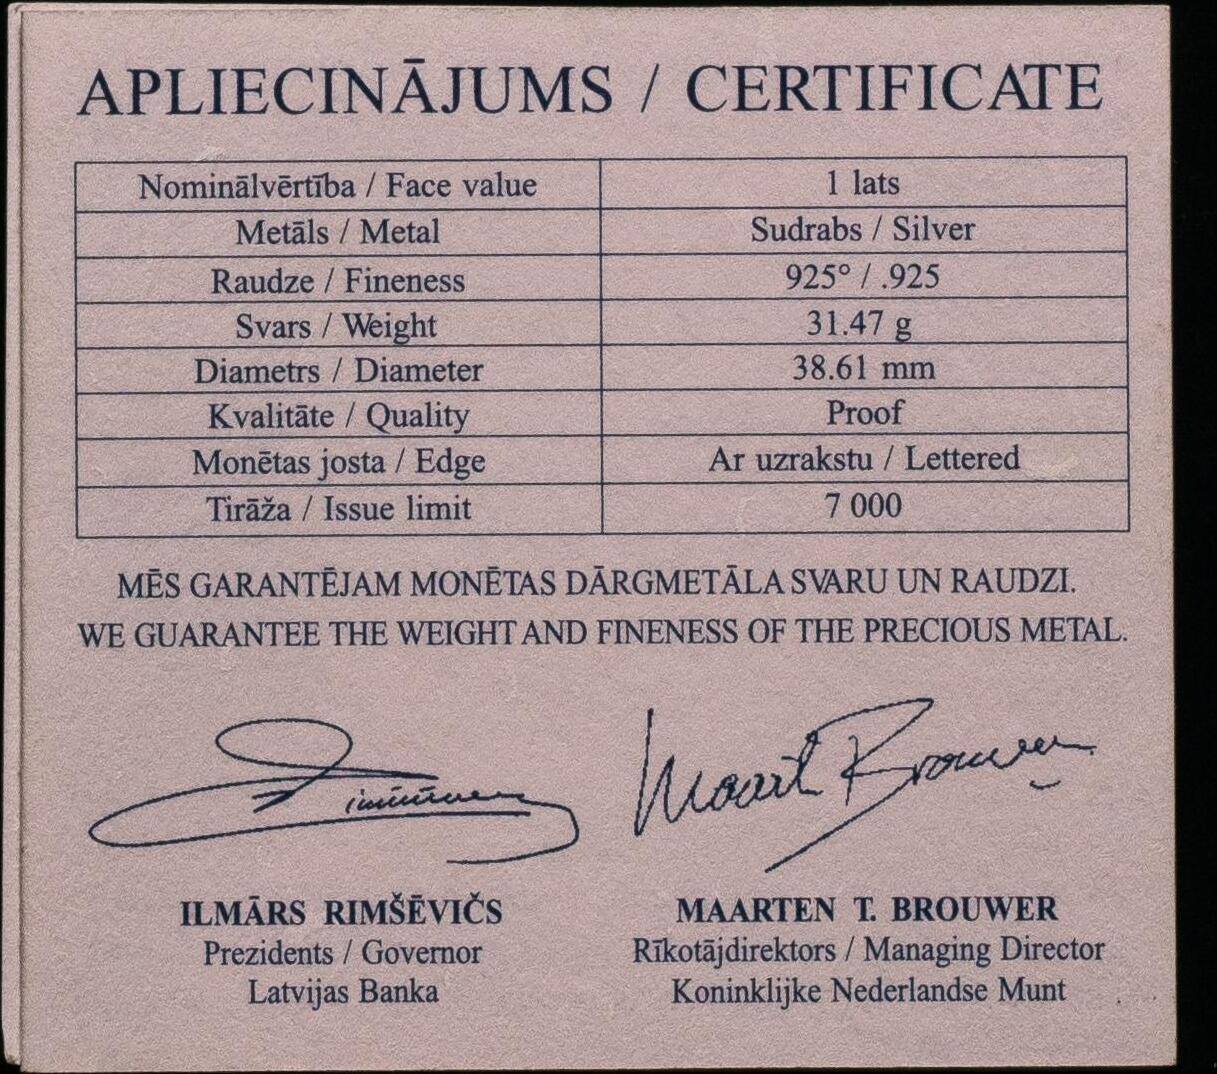 APLIECINĀJUMS / CERTIFICATE
Nominālvērtība / Face value 1 lats
Metāls / Metal Sudrabs / Silver
Raudze / Fineness 925° / .925
Svars / Weight 31.47 g
Diametrs / Diameter 38.61 mm
Kvalitāte / Quality Proof
Monētas josta / Edge Ar uzrakstu / Lettered
Tirāža / Issue limit 7 000
MĒS GARANTĒJAM MONĒTAS DĀRGMETĀLA SVARU UN RAUDZI.
WE GUARANTEE THE WEIGHT AND FINENESS OF THE PRECIOUS METAL.
Maarten Brouwer
ILMĀRS RIMŠĒVIČS MAARTEN T. BROUWER
Prezidents / Governor Rīkotājdirektors / Managing Director
Latvijas Banka Koninklijke Nederlandse Munt